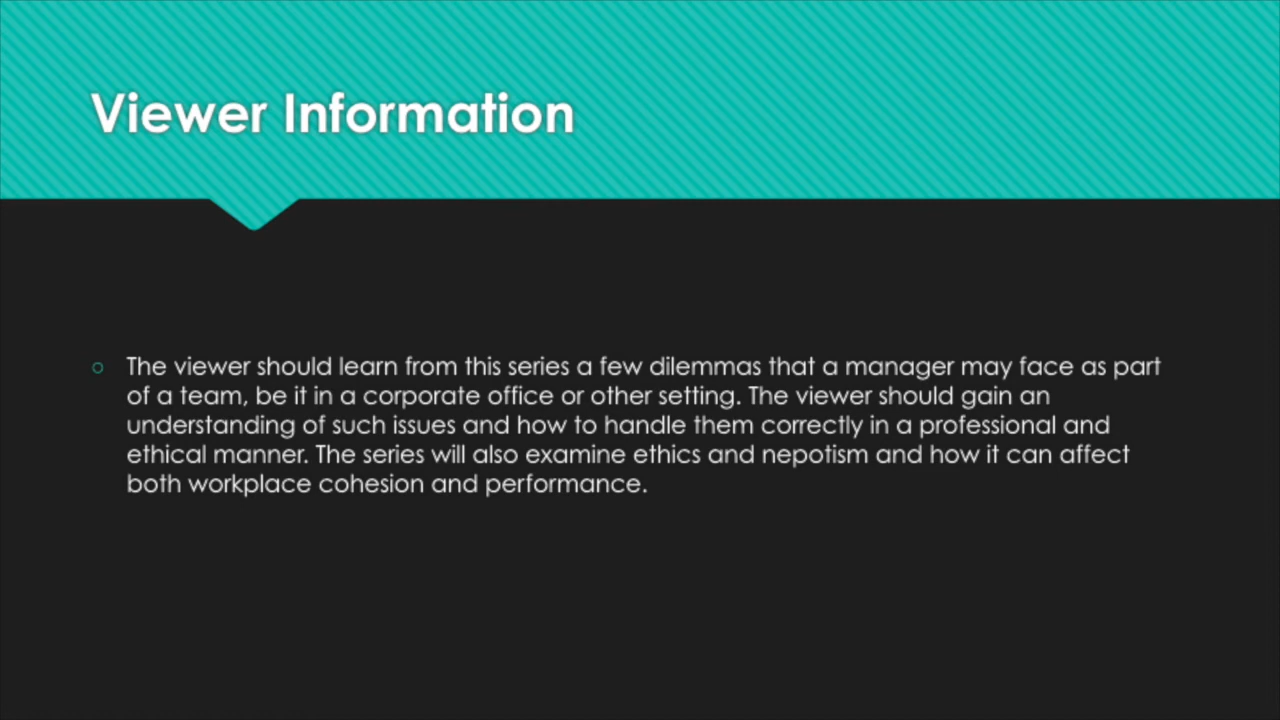 Viewer Information
The viewer should learn from this series a few dilemmas that a manager may face as part
of a team, be it in a corporate office or other setting. The viewer should gain an
understanding of such issues and how to handle them correctly in a professional and
ethical manner. The series will also examine ethics and nepotism and how it can affect
both workplace cohesion and performance.